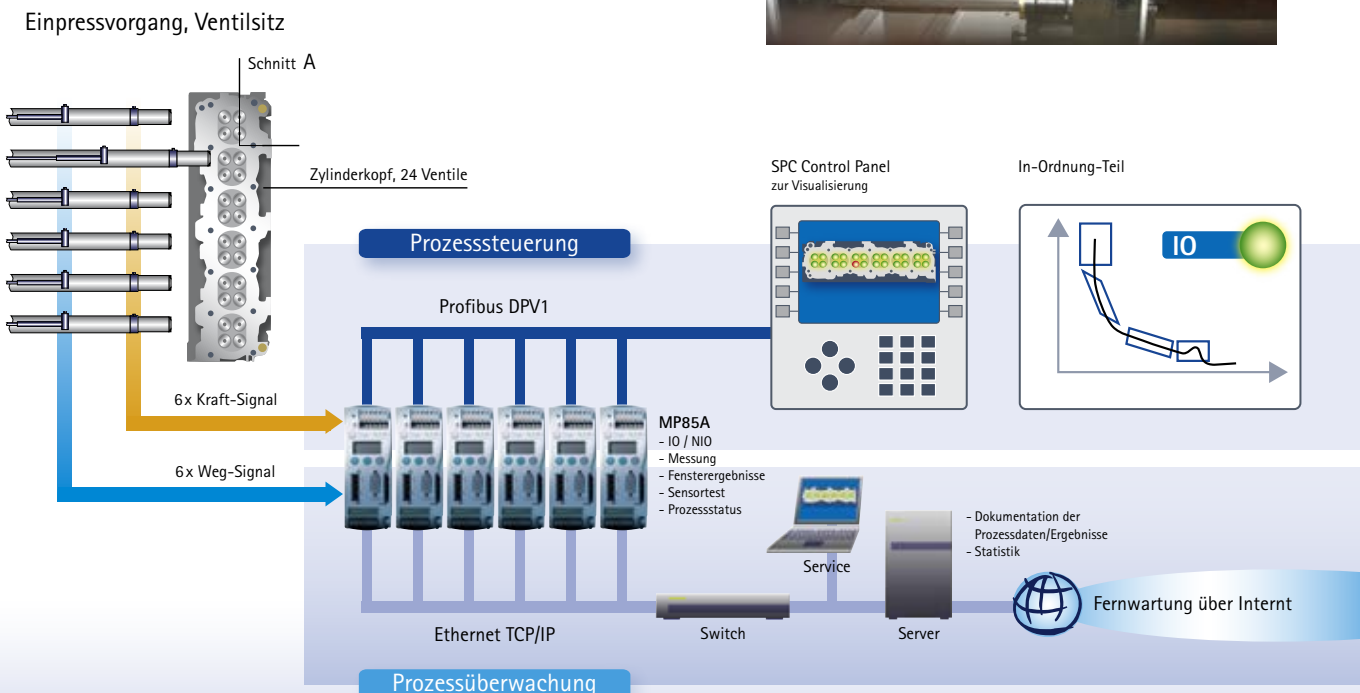 Einpressvorgang, Ventilsitz
Schnitt A
Zylinderkopf, 24 Ventile
SPC Control Panel
zur Visualisierung
In-Ordnung-Teil
Prozesssteuerung
IO
Profibus DPV1
6x Kraft-Signal
MP85A
- IO / NIO
- Messung
- Fensterergebnisse
- Sensortest
- Prozessstatus
6x Weg-Signal
- Dokumentation der
Prozessdaten/Ergebnisse
- Statistik
Service
Fernwartung über Internt
Ethernet TCP/IP
Switch
Server
Prozessüberwachung